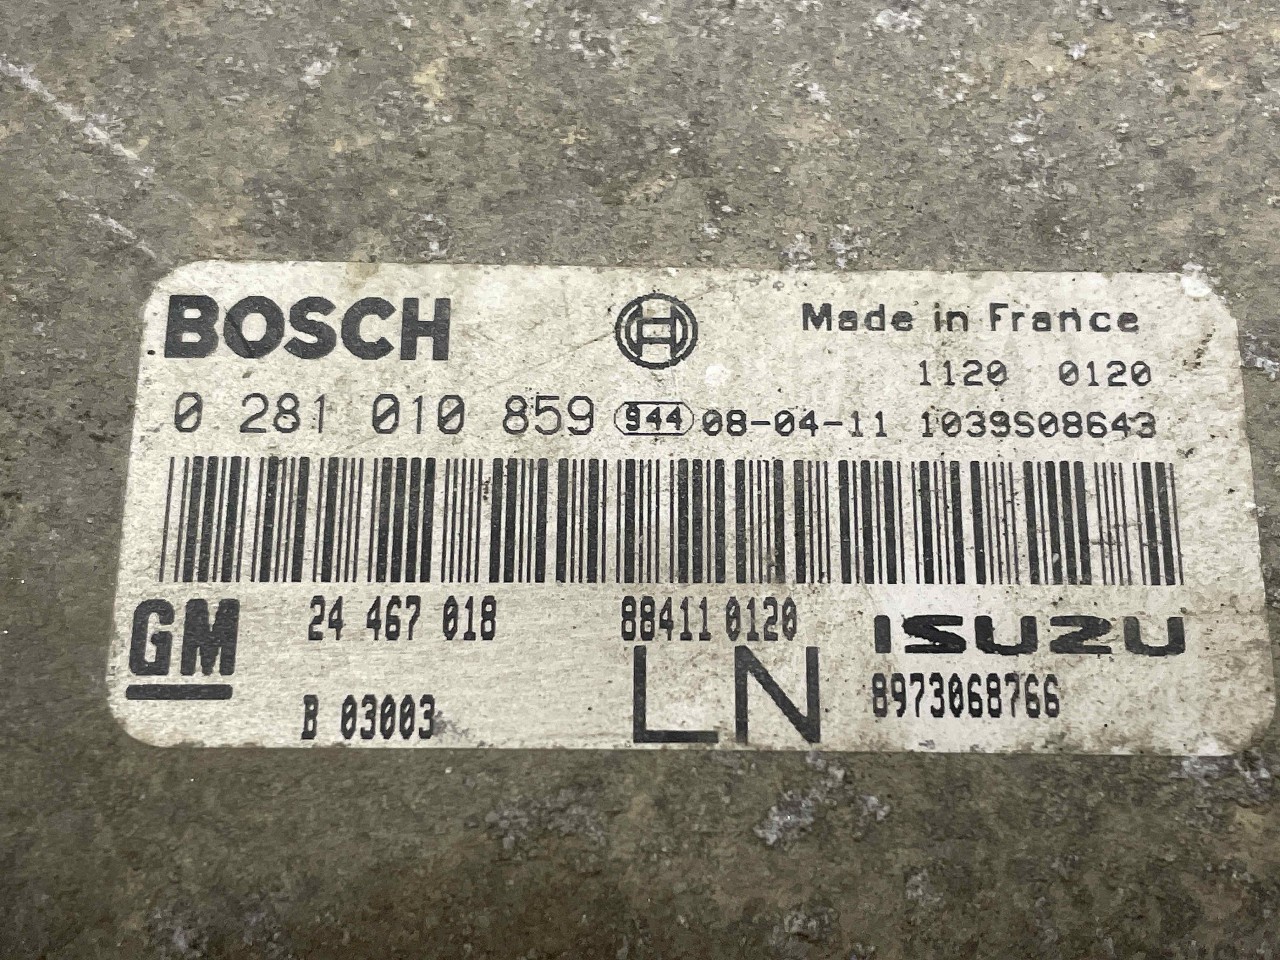 BOSCH Made in France
1120 0120
0 281 010 859 944 08-04-11 1039S08643
24 467 018 88411 0120 ISUZU
GM
B 03003 LN 8973068766